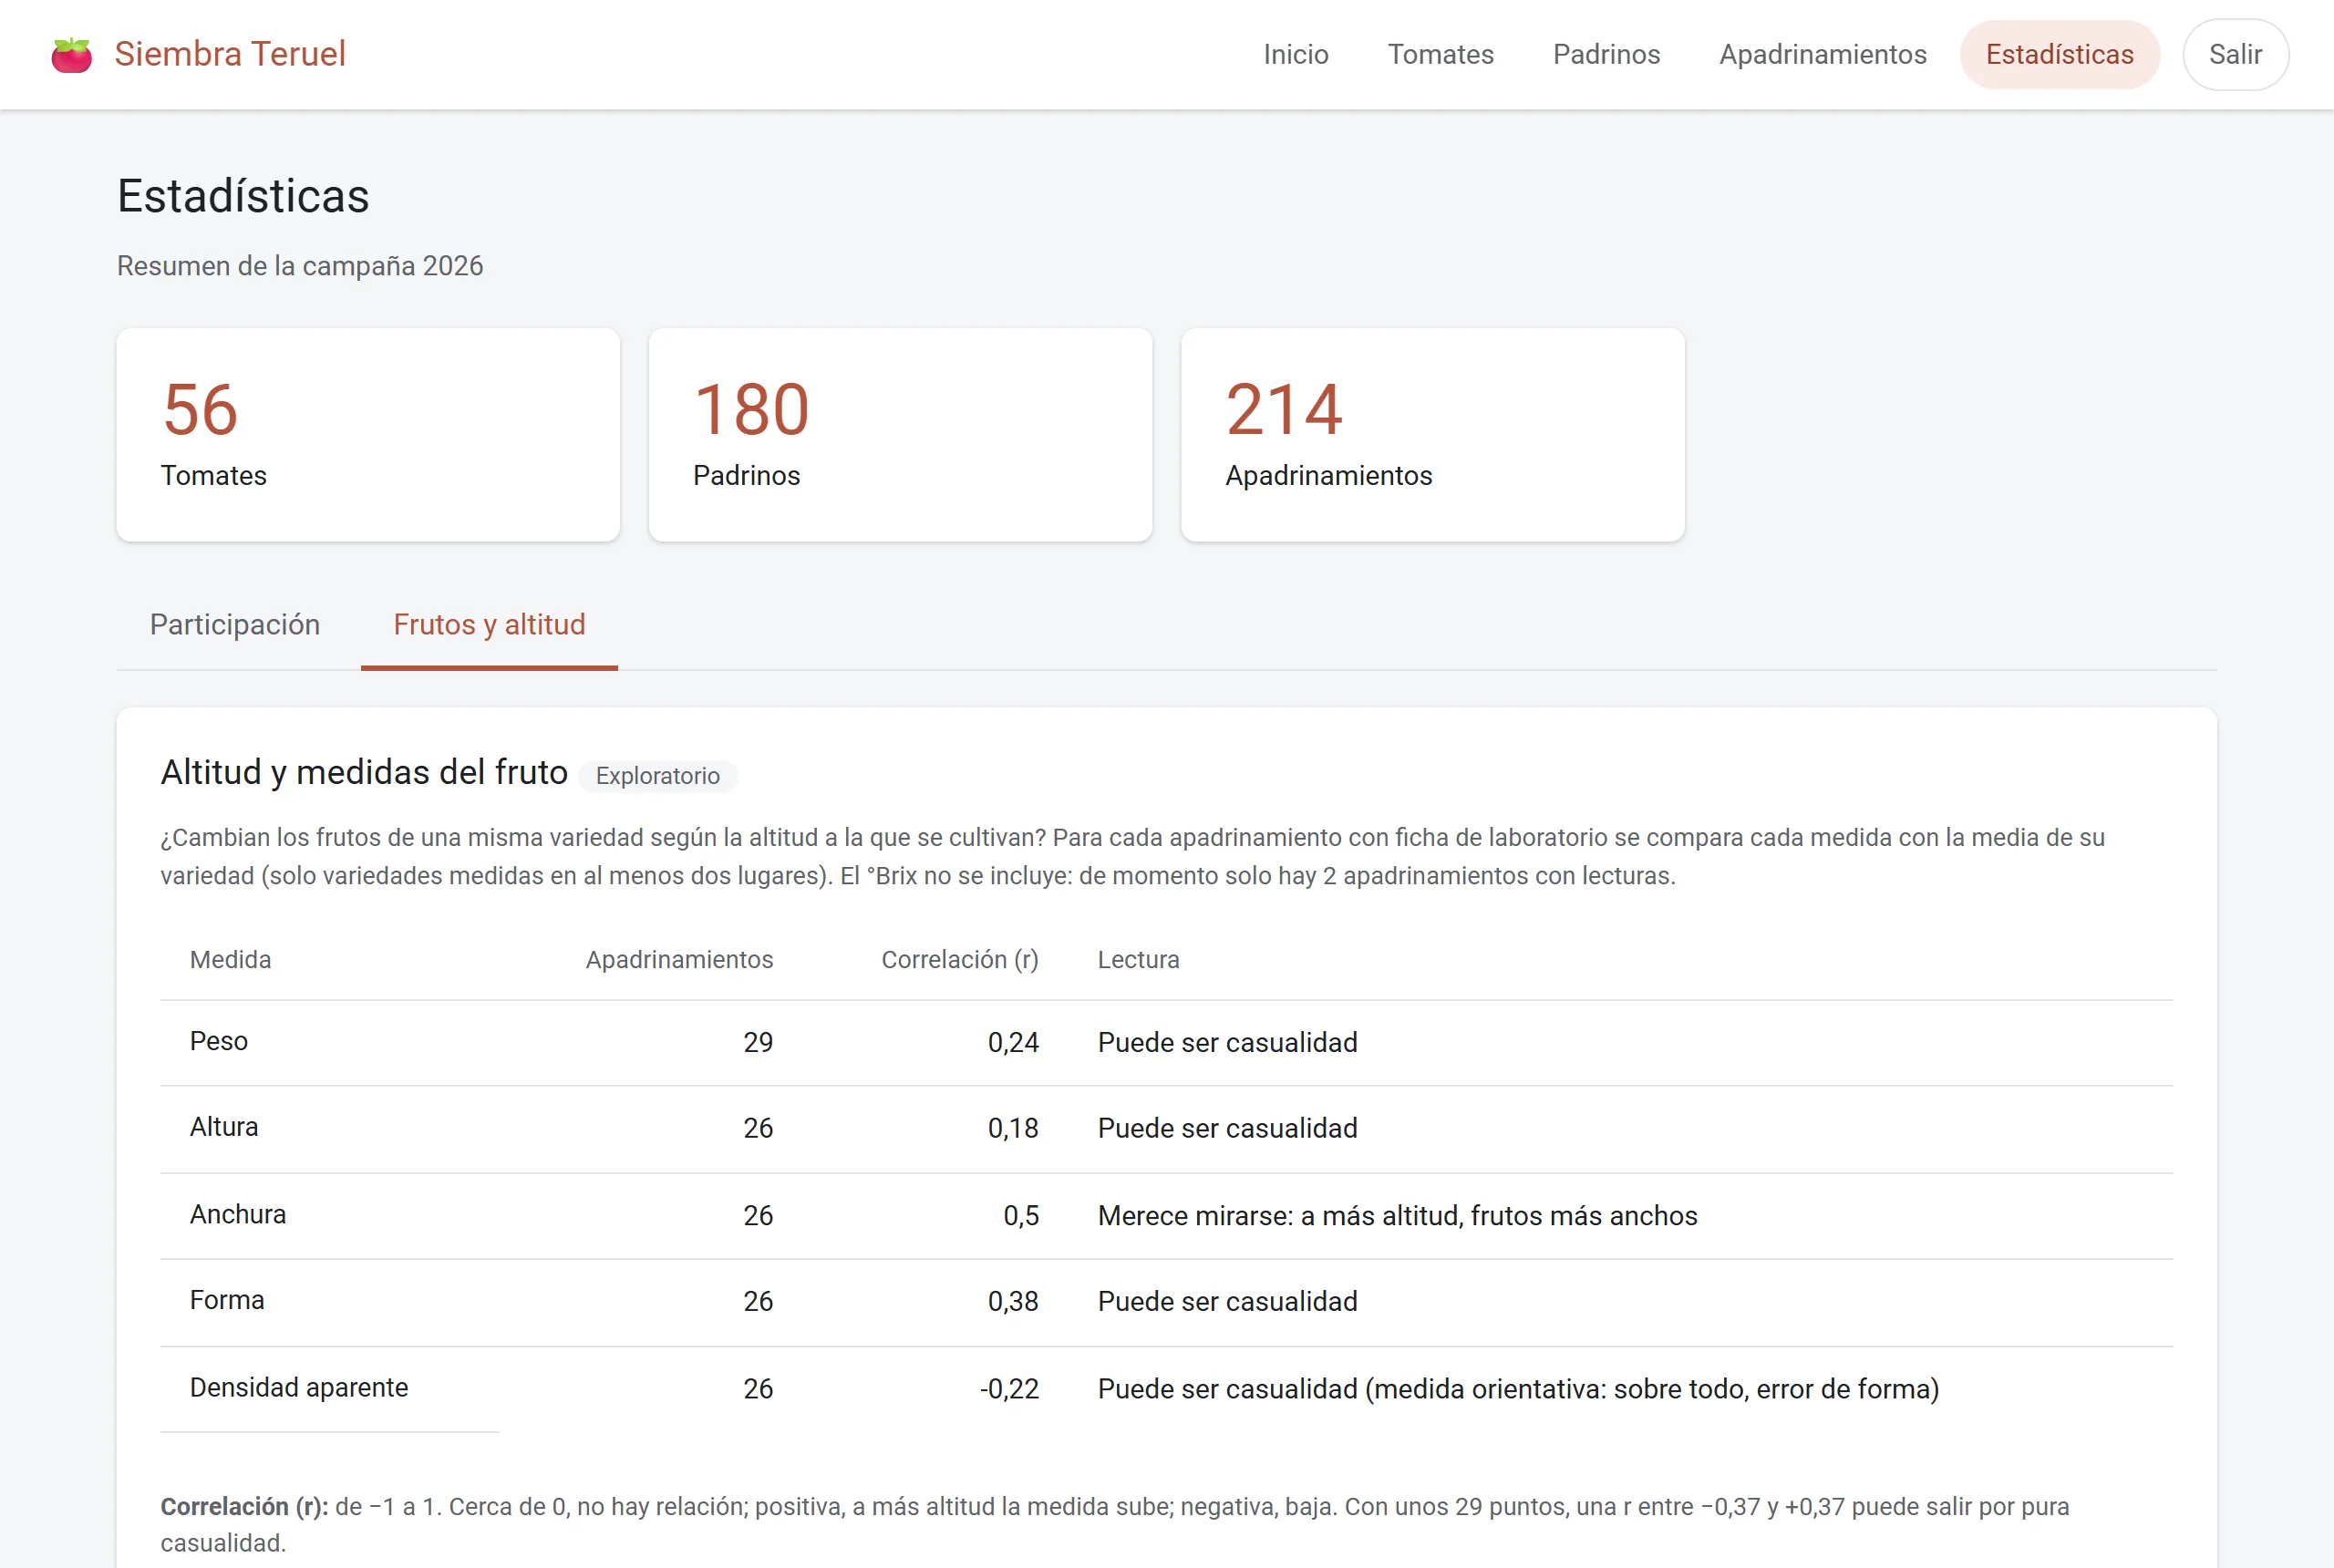 Siembra Teruel
Inicio Tomates Padrinos Apadrinamientos Estadísticas Salir
Estadísticas
Resumen de la campaña 2026
56 180 214
Tomates Padrinos Apadrinamientos
Participación Frutos y altitud
Altitud y medidas del fruto Exploratorio
¿Cambian los frutos de una misma variedad según la altitud a la que se cultivan? Para cada apadrinamiento con ficha de laboratorio se compara cada medida con la media de su
variedad (solo variedades medidas en al menos dos lugares). El °Brix no se incluye: de momento solo hay 2 apadrinamientos con lecturas.
Medida Apadrinamientos Correlación (r) Lectura
Peso 29 0,24 Puede ser casualidad
Altura 26 0,18 Puede ser casualidad
Anchura 26 0,5 Merece mirarse: a más altitud, frutos más anchos
Forma 26 0,38 Puede ser casualidad
Densidad aparente 26 -0,22 Puede ser casualidad (medida orientativa: sobre todo, error de forma)
Correlación (r): de −1 a 1. Cerca de 0, no hay relación; positiva, a más altitud la medida sube; negativa, baja. Con unos 29 puntos, una r entre −0,37 y +0,37 puede salir por pura
casualidad.